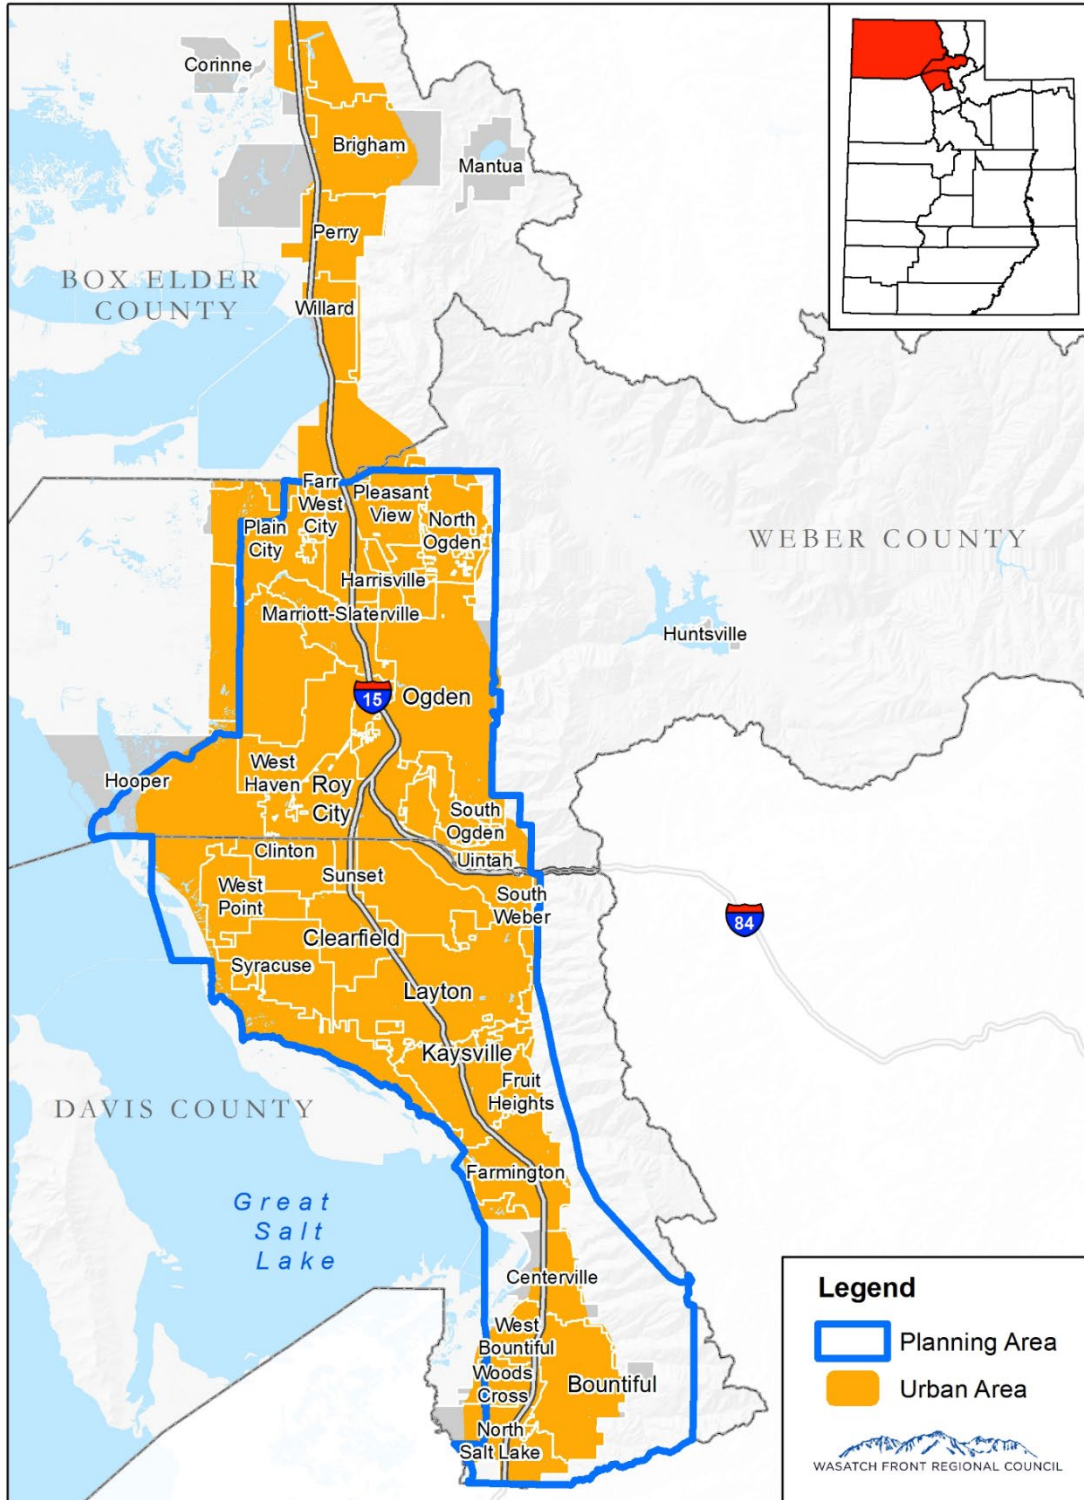 Corinne
Brigham
Mantua
Perry
BOX ELDER
COUNTY
Willard
Farr
West
City
Pleasant
View
Plain
City
North
Ogden
WEBER COUNTY
Harrisville
Marriott-Slaterville
Huntsville
15
Ogden
West
Haven
Hooper
Roy
City
South
Ogden
Clinton
Uintah
Sunset
West
Point
South
Weber
84
Clearfield
Syracuse
Layton
Kaysville
Fruit
Heights
DAVIS COUNTY
Farmington
Great
Salt
Lake
Centerville
West
Bountiful
Woods
Cross
Bountiful
North
Salt Lake
Legend
Planning Area
Urban Area
WASATCH FRONT REGIONAL COUNCIL